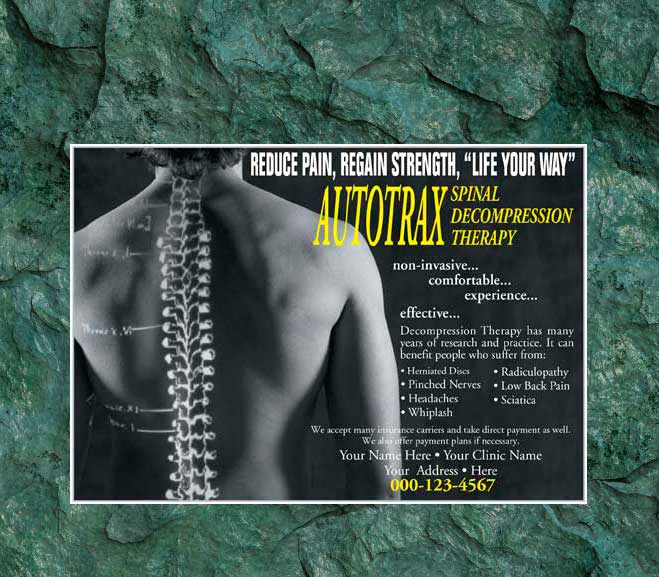 REDUCE PAIN, REGAIN STRENGTH, “LIFE YOUR WAY”
AUTOTRAX
SPINAL
DECOMPRESSION
THERAPY
non-invasive...
comfortable...
experience...
effective...
Decompression Therapy has many
years of research and practice. It can
benefit people who suffer from:
• Herniated Discs
• Pinched Nerves
• Headaches
• Whiplash
• Radiculopathy
• Low Back Pain
• Sciatica
We accept many insurance carriers and take direct payment as well.
We also offer payment plans if necessary.
Your Name Here • Your Clinic Name
Your Address • Here
000-123-4567